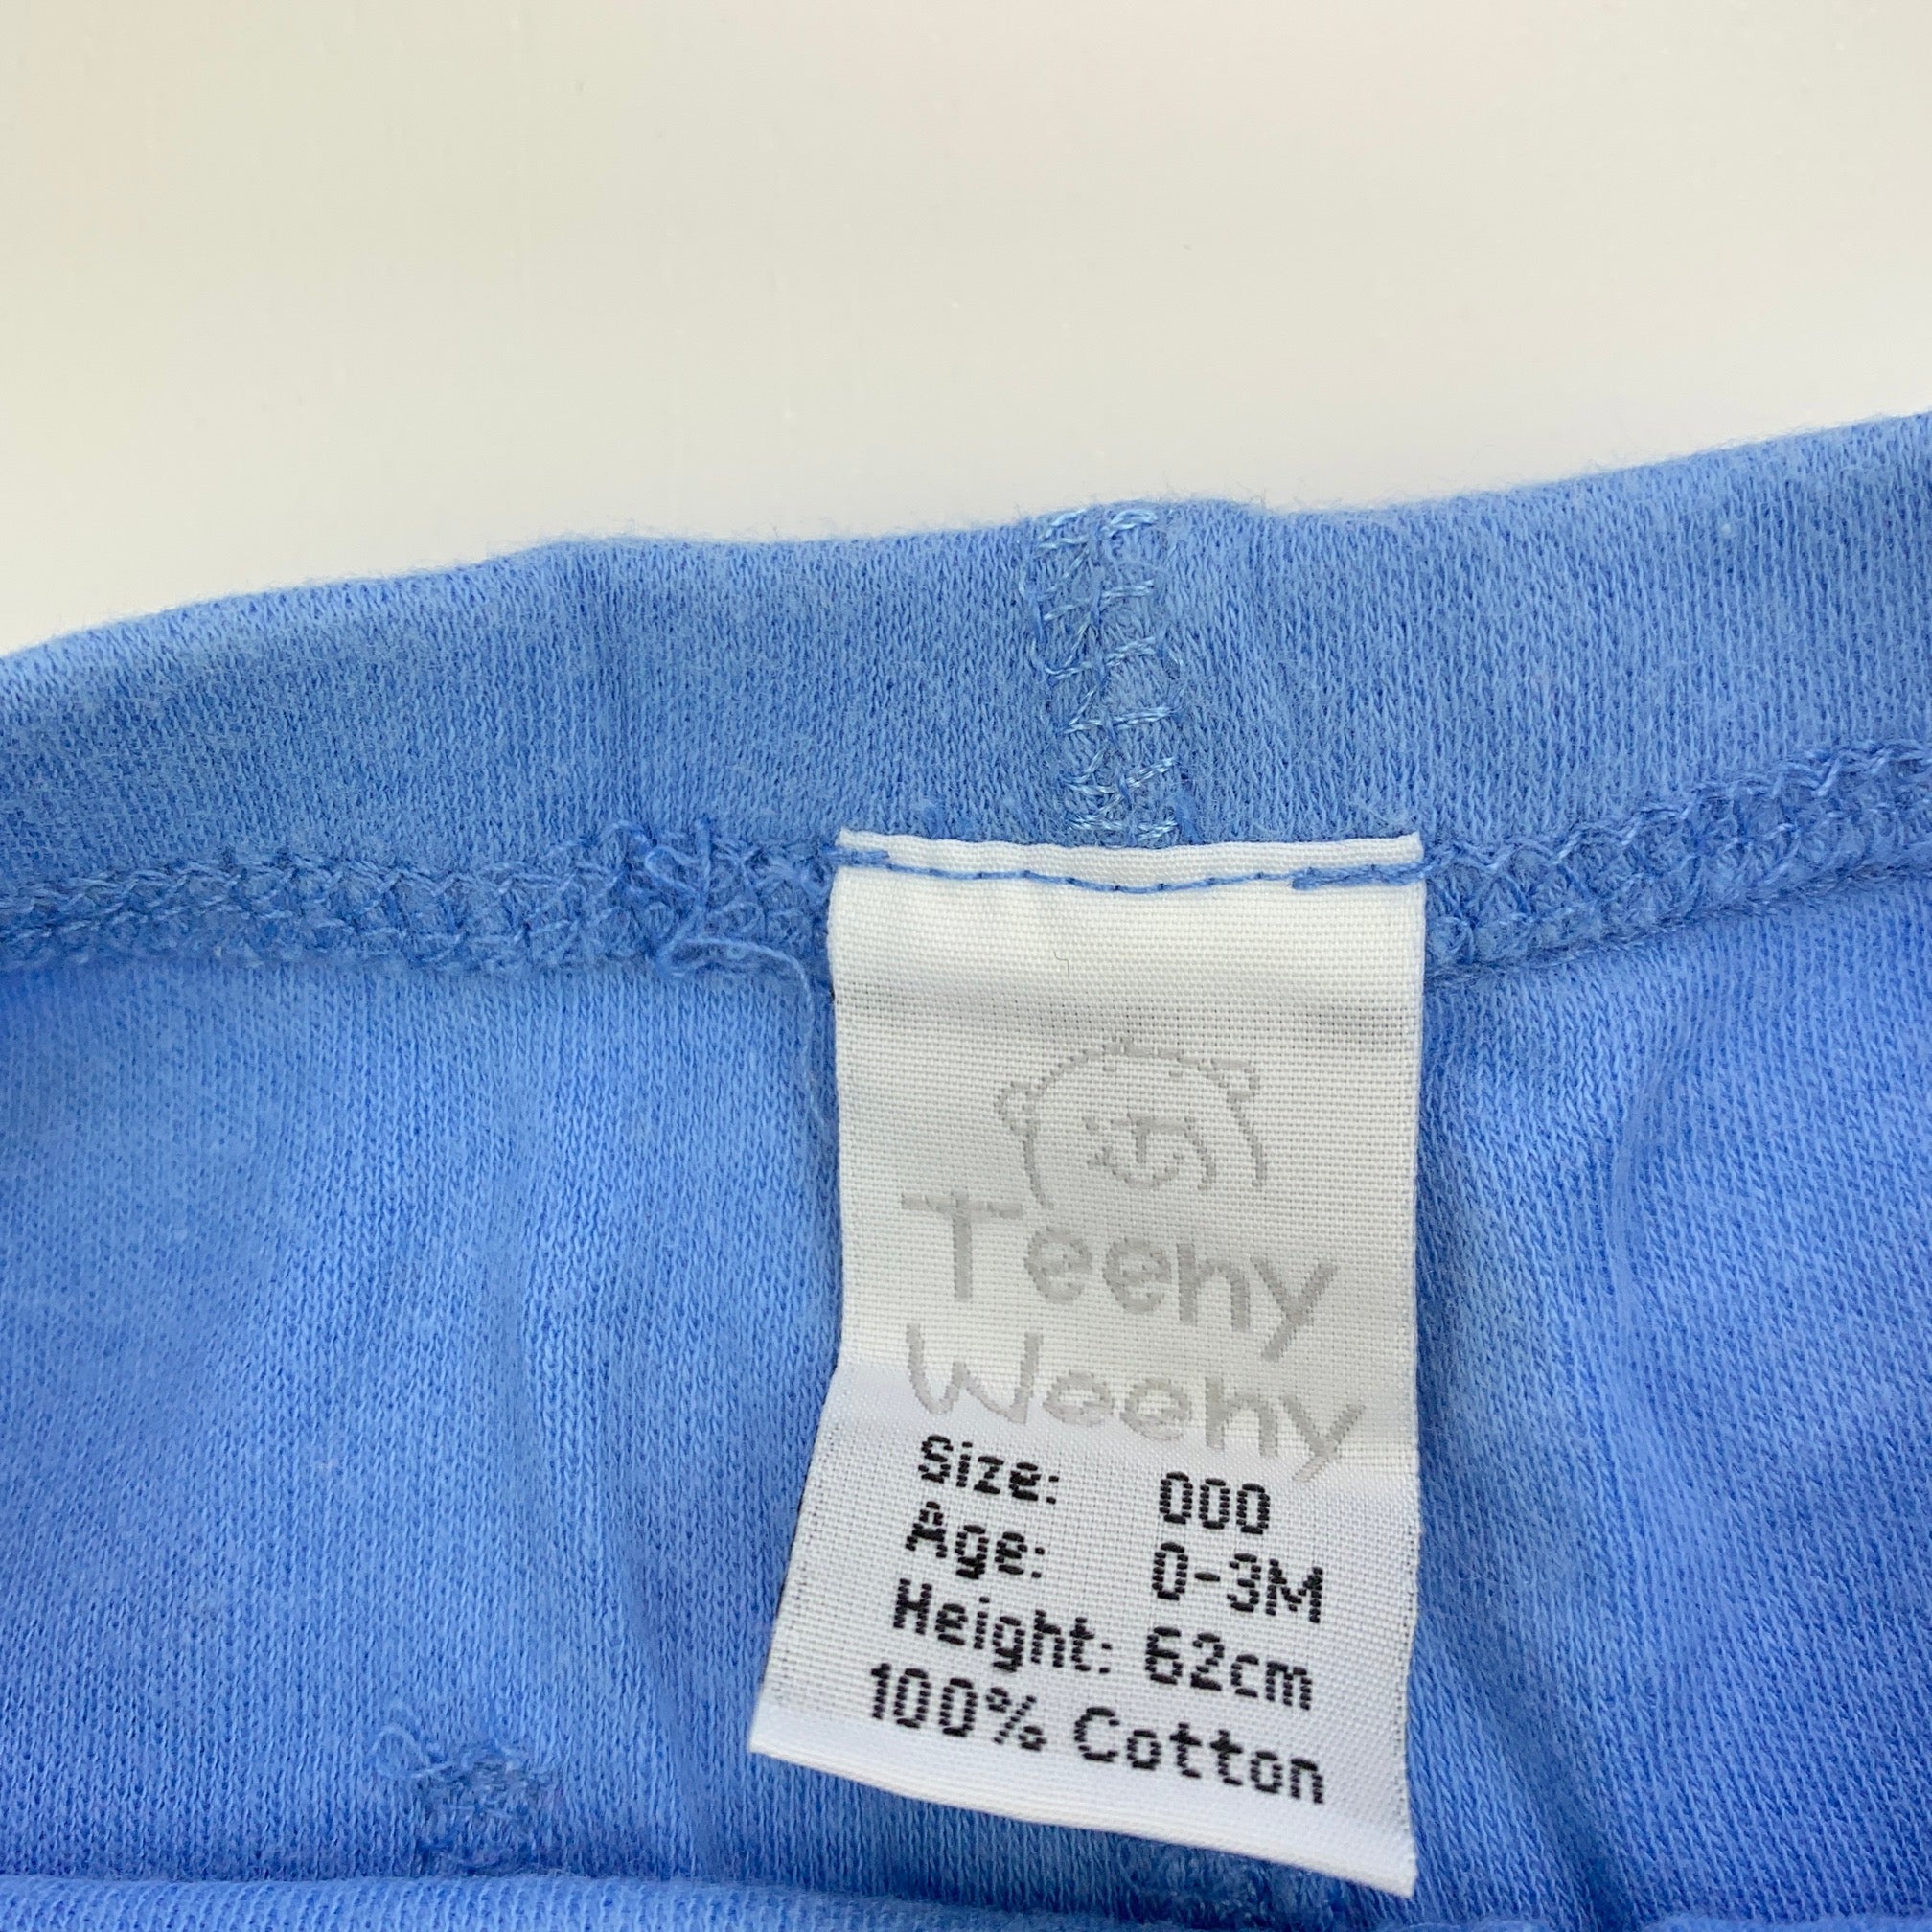 Teeny
Weeny
Size: 000
Age: 0-3M
Height: 62cm
100% Cotton